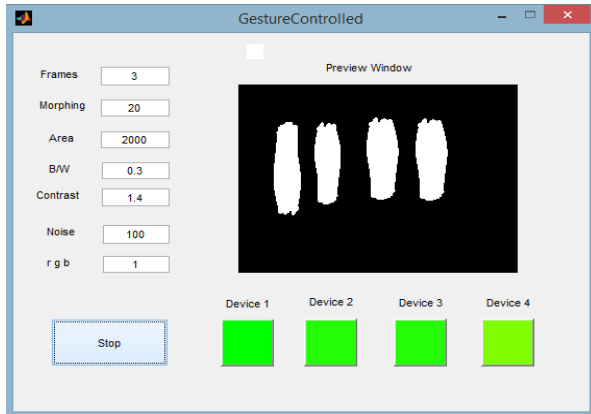 GestureControlled
Preview Window
Frames 3
Morphing 20
Area 2000
B/W 0.3
Contrast 1.4
Noise 100
r g b 1
Device 1 Device 2 Device 3 Device 4
Stop